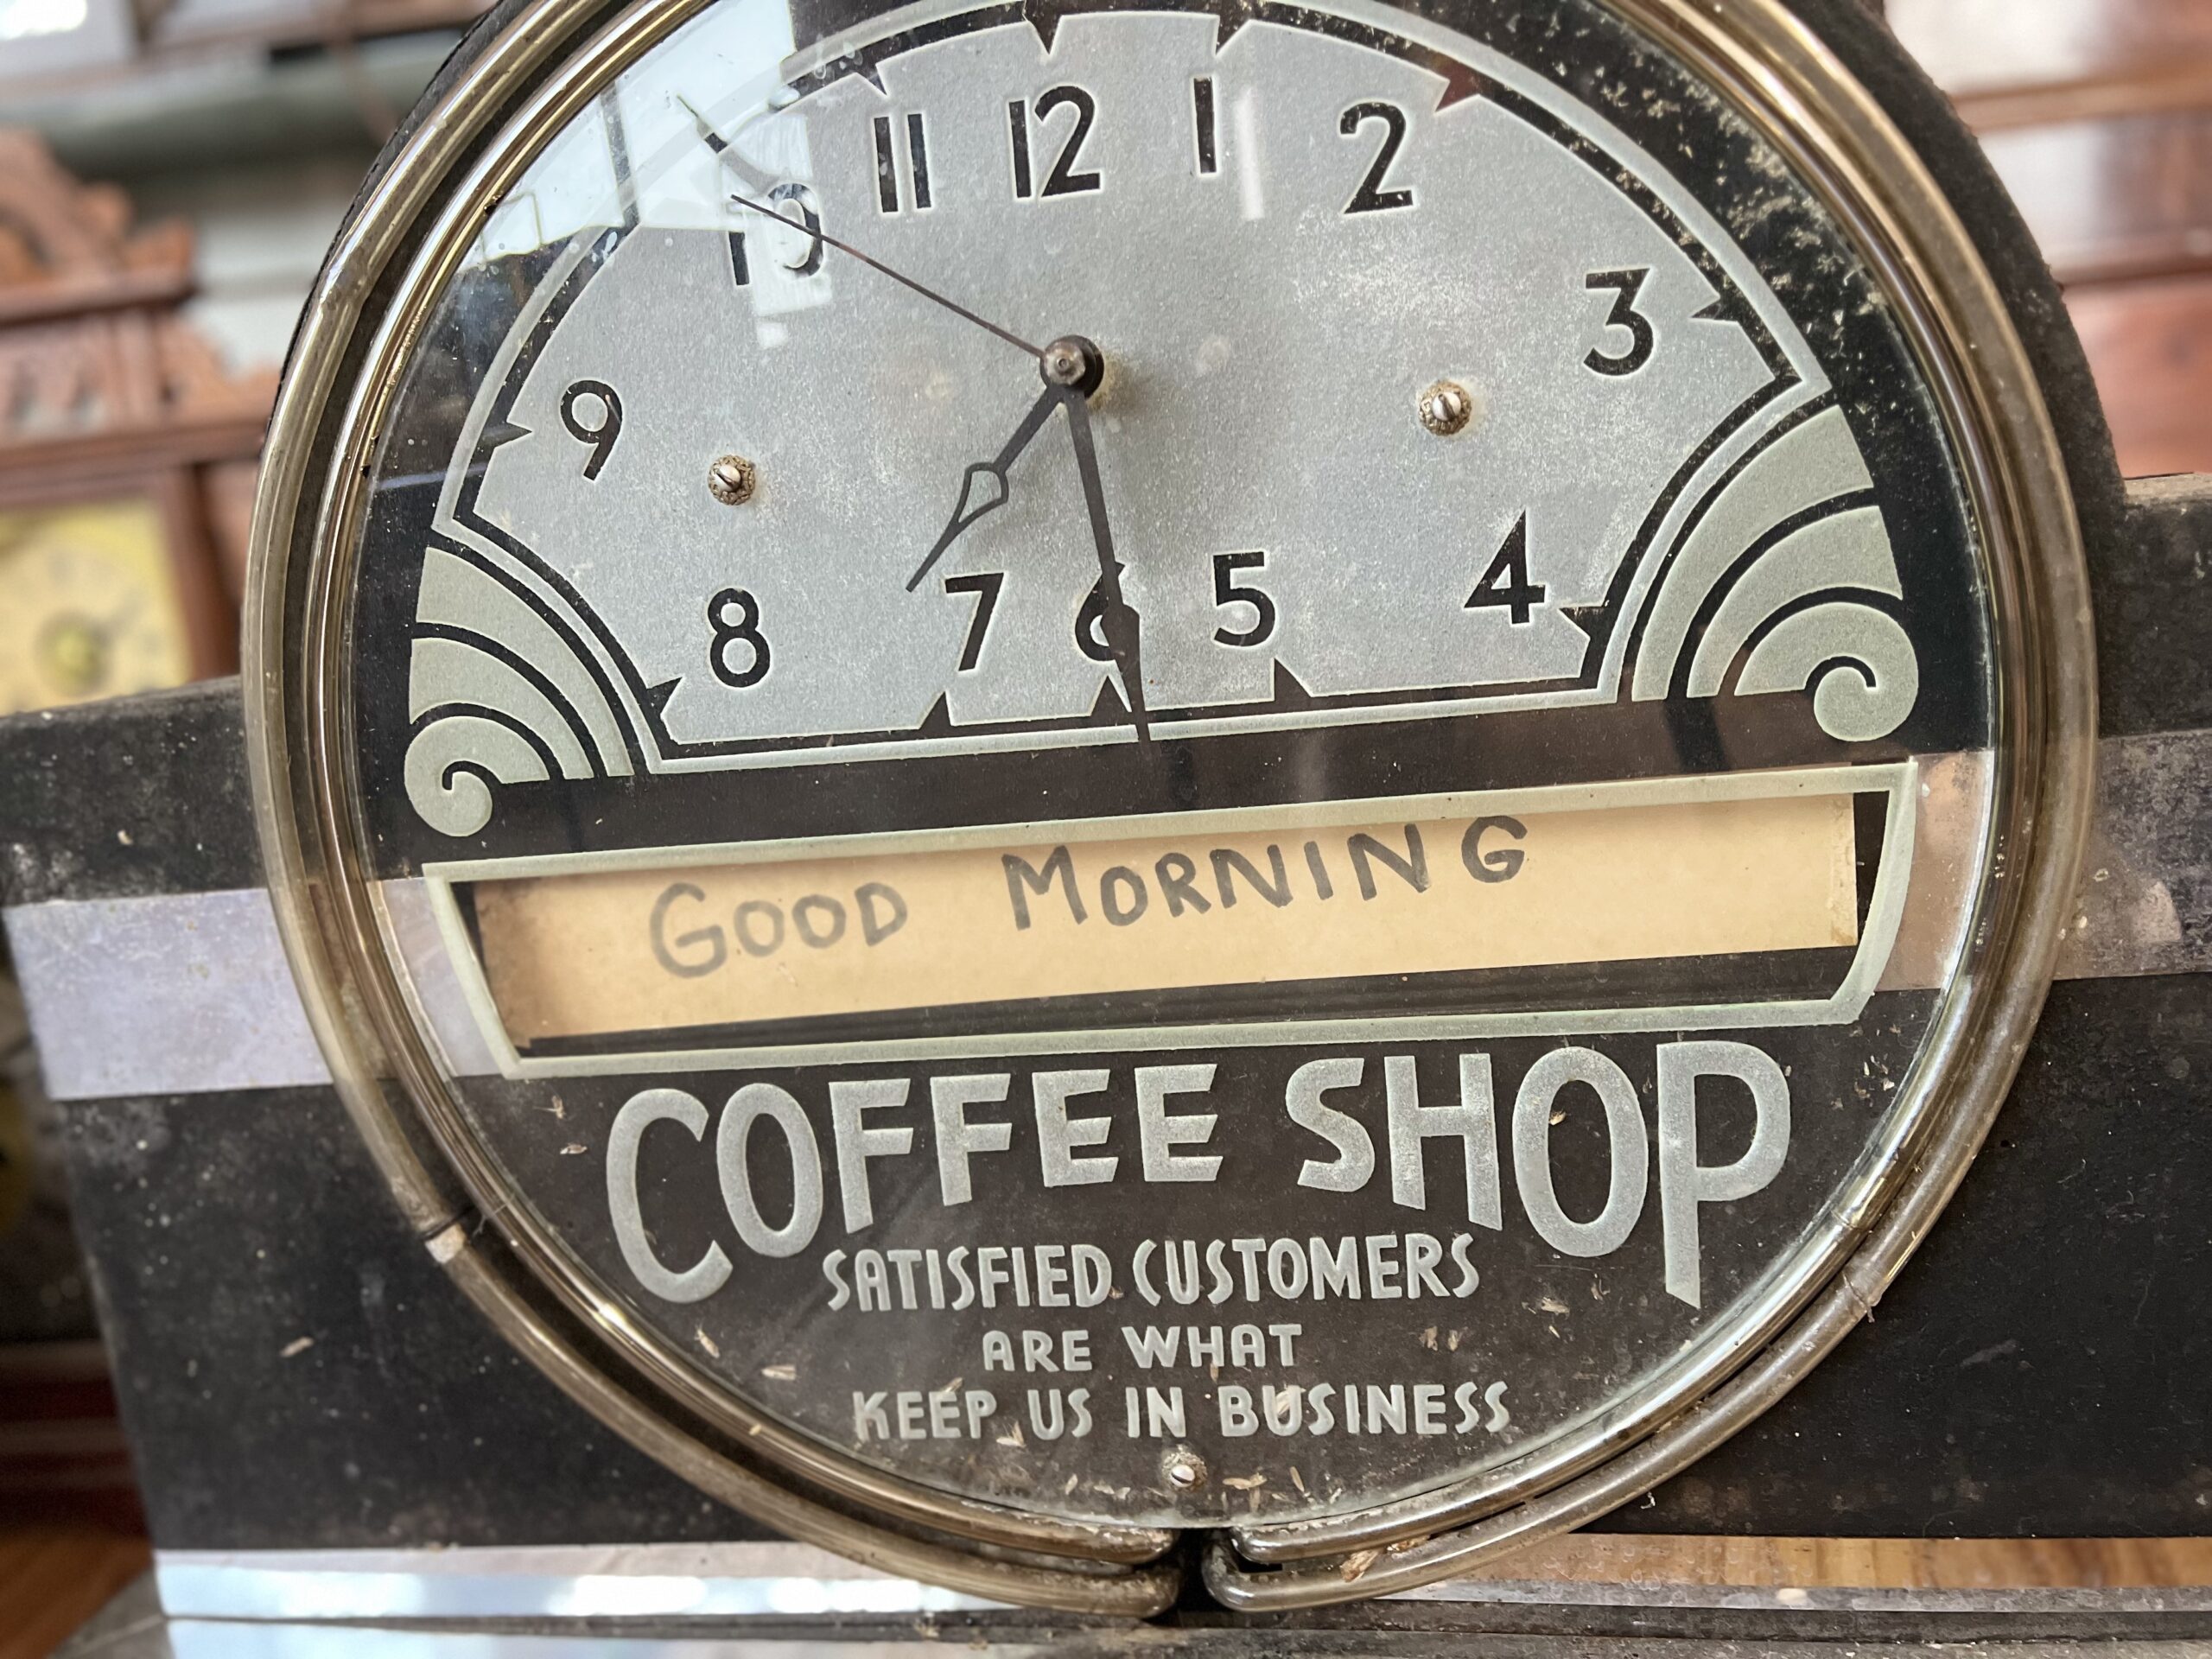 11 12 1 2
10
3
9
4
8 7 6 5
GOOD MORNING
COFFEE SHOP
SATISFIED CUSTOMERS
ARE WHAT
KEEP US IN BUSINESS